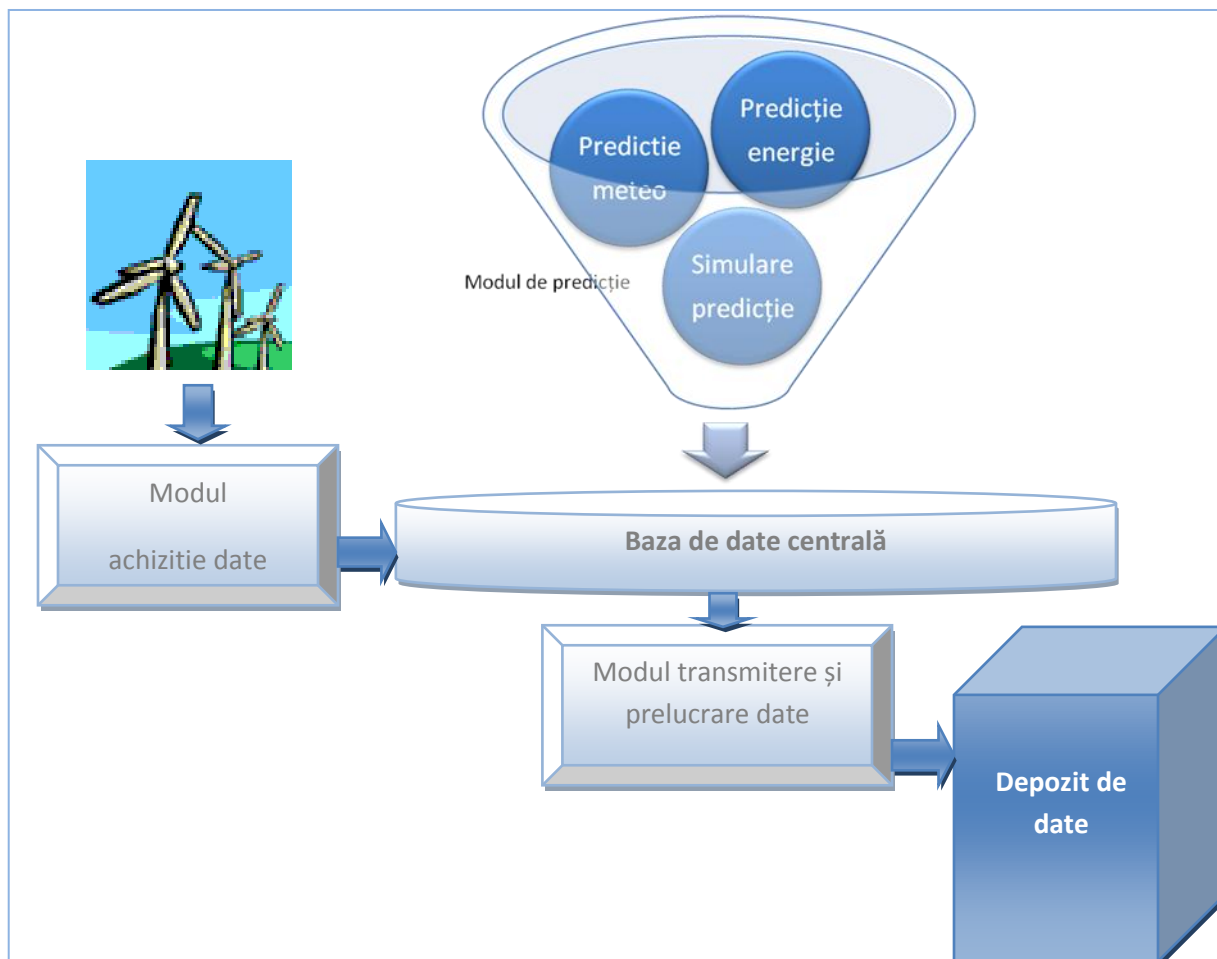 Predictie
meteo
Predicție
energie
Simulare
predicție
Modul de predicție
Modul
achizitie date
Baza de date centrală
Modul transmitere și
prelucrare date
Depozit de
date